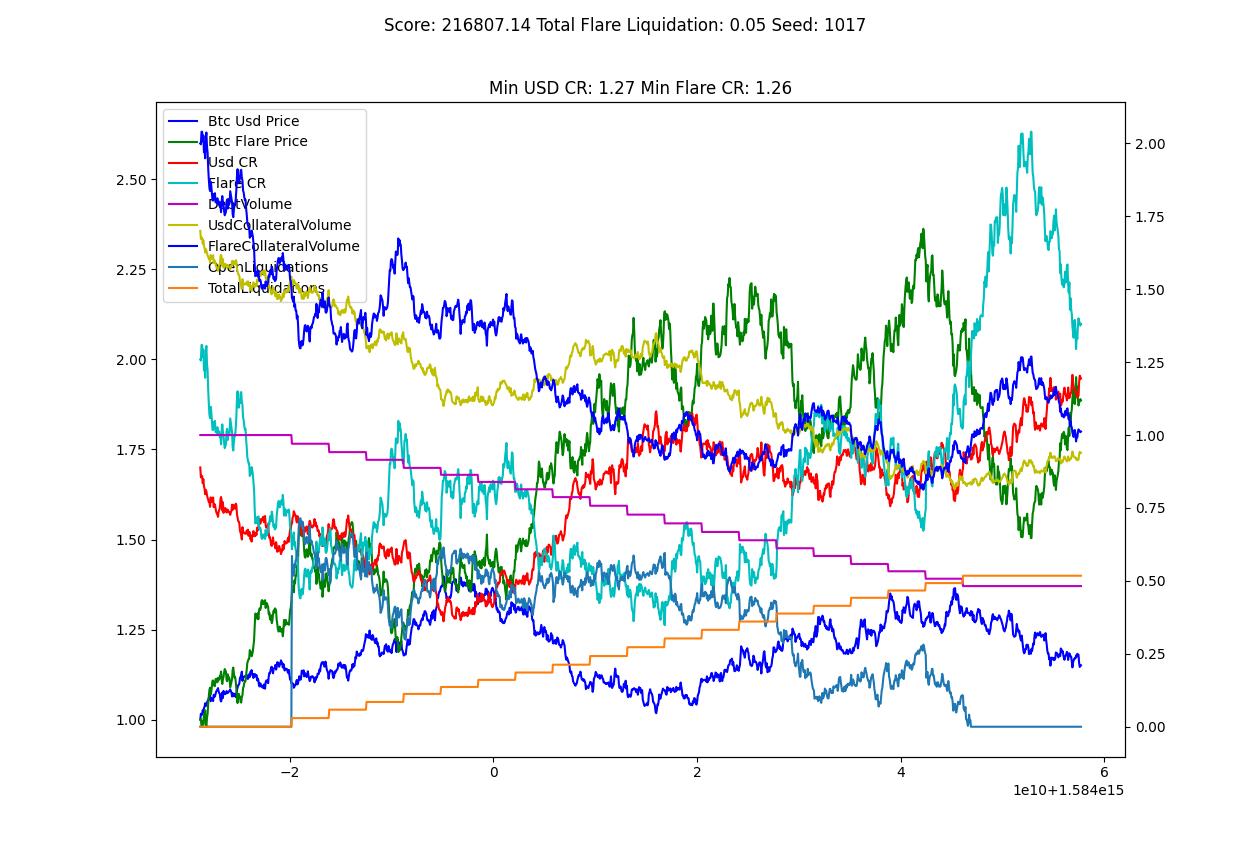 Score: 216807.14 Total Flare Liquidation: 0.05 Seed: 1017
Min USD CR: 1.27 Min Flare CR: 1.26
Btc Usd Price
Btc Flare Price
Usd CR
Flare CR
DebtVolume
UsdCollateralVolume
FlareCollateralVolume
OpenLiquidations
TotalLiquidations
2.50
2.25
2.00
1.75
1.50
1.25
1.00
2.00
1.75
1.50
1.25
1.00
0.75
0.50
0.25
0.00
−2
0
2
4
6
1e10+1.584e15